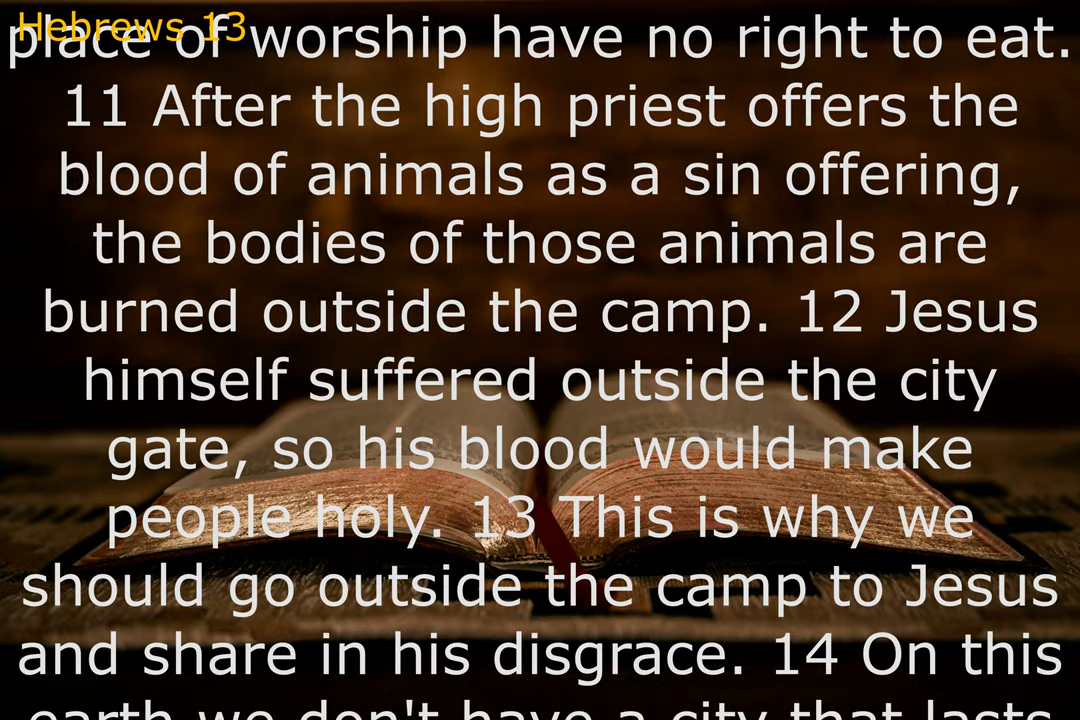 Hebrews 13
place of worship have no right to eat.
11 After the high priest offers the
blood of animals as a sin offering,
the bodies of those animals are
burned outside the camp. 12 Jesus
himself suffered outside the city
gate, so his blood would make
people holy. 13 This is why we
should go outside the camp to Jesus
and share in his disgrace. 14 On this
earth we don't have a city that lasts